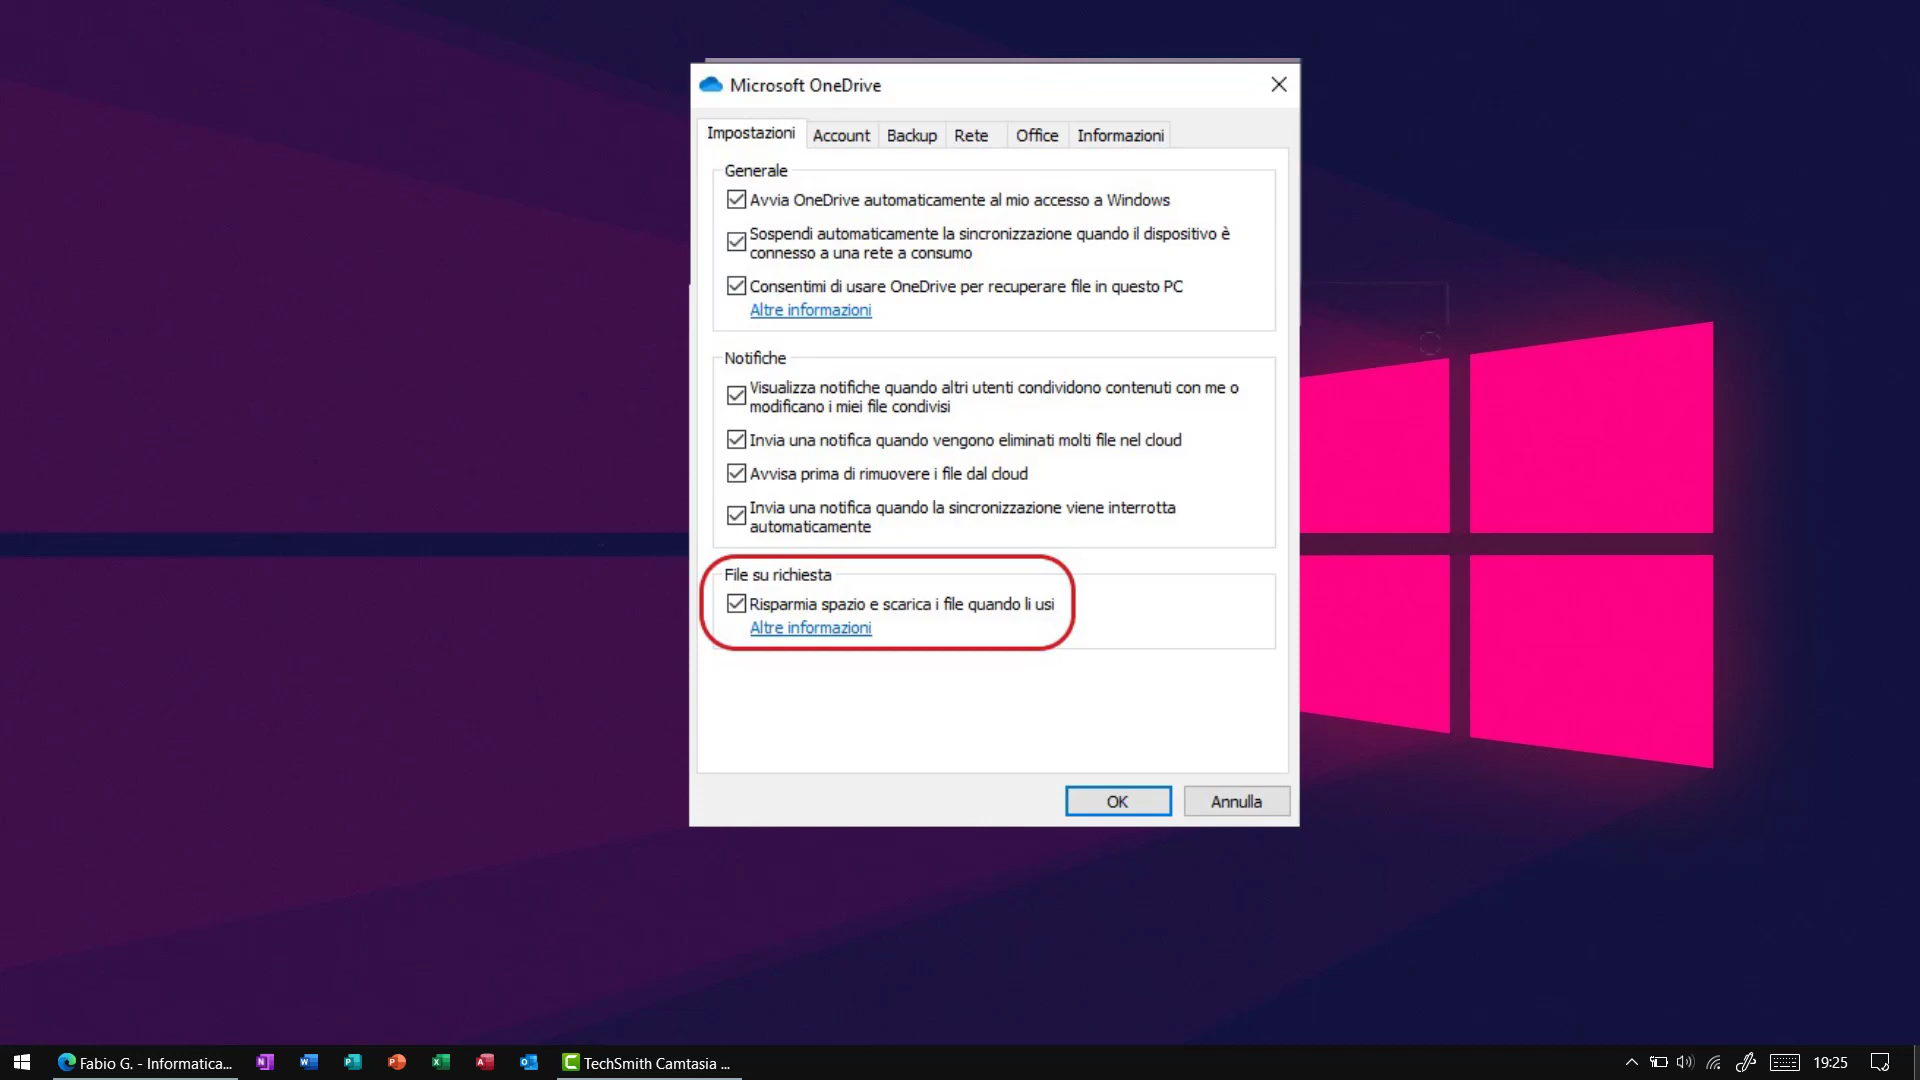 Microsoft OneDrive
Impostazioni Account Backup Rete Office Informazioni
Generale
Avvia OneDrive automaticamente al mio accesso a Windows
Sospendi automaticamente la sincronizzazione quando il dispositivo è
connesso a una rete a consumo
Consentimi di usare OneDrive per recuperare file in questo PC
Altre informazioni
Notifiche
Visualizza notifiche quando altri utenti condividono contenuti con me o
modificano i miei file condivisi
Invia una notifica quando vengono eliminati molti file nel cloud
Avvisa prima di rimuovere i file dal cloud
Invia una notifica quando la sincronizzazione viene interrotta
automaticamente
File su richiesta
Risparmia spazio e scarica i file quando li usi
Altre informazioni
OK Annulla
Fabio G. - Informatica... TechSmith Camtasia ... 19:25